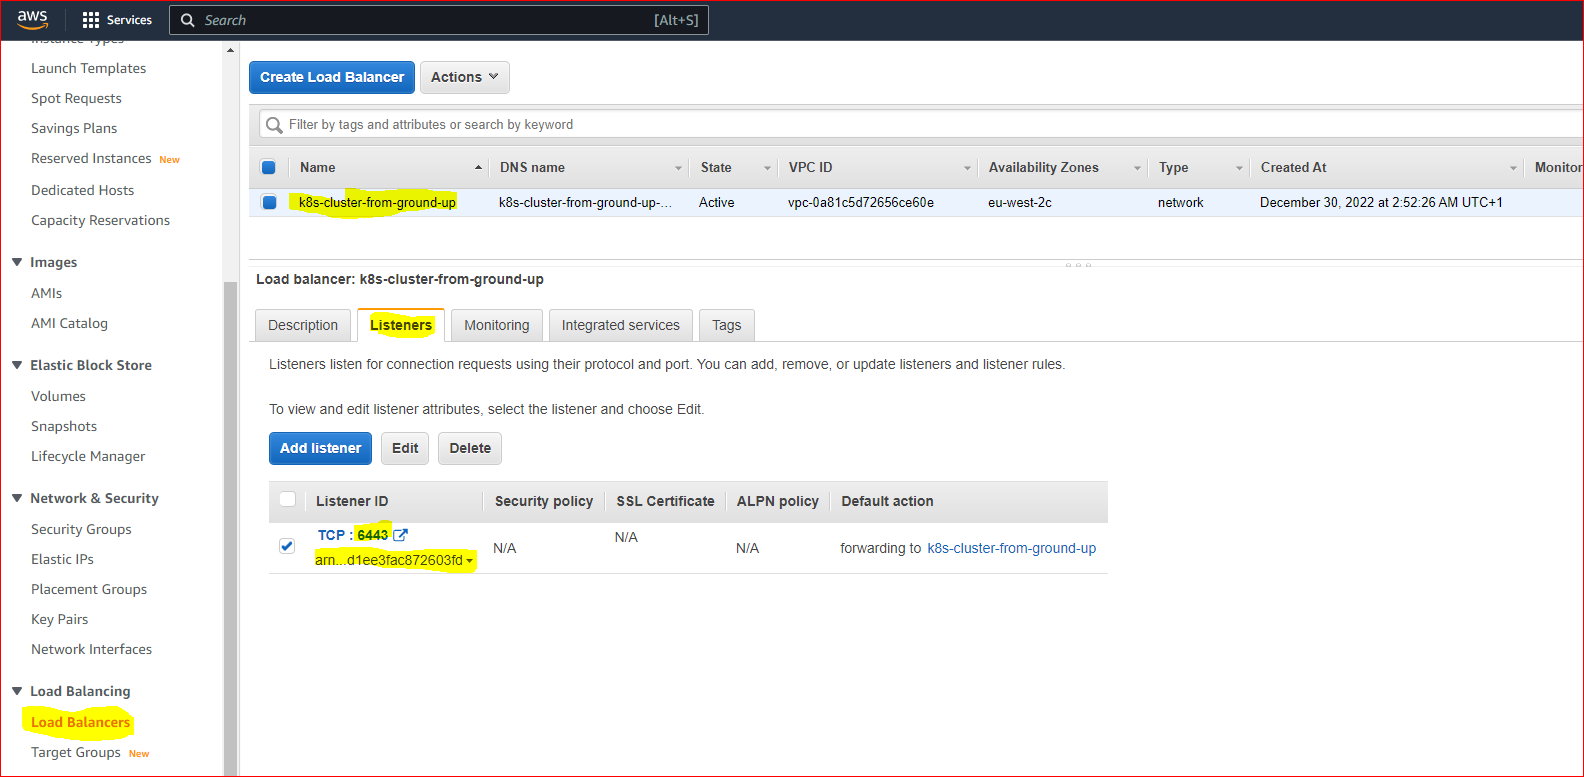 aws Services Search [Alt+S]
Instance Types
Launch Templates
Spot Requests
Savings Plans
Reserved Instances New
Dedicated Hosts
Capacity Reservations
Images
AMIs
AMI Catalog
Elastic Block Store
Volumes
Snapshots
Lifecycle Manager
Network & Security
Security Groups
Elastic IPs
Placement Groups
Key Pairs
Network Interfaces
Load Balancing
Load Balancers
Target Groups New
Create Load Balancer Actions
Filter by tags and attributes or search by keyword
Name DNS name State VPC ID Availability Zones Type Created At Monitor
k8s-cluster-from-ground-up k8s-cluster-from-ground-up-... Active vpc-0a81c5d72656ce60e eu-west-2c network December 30, 2022 at 2:52:26 AM UTC+1
Load balancer: k8s-cluster-from-ground-up
Description Listeners Monitoring Integrated services Tags
Listeners listen for connection requests using their protocol and port. You can add, remove, or update listeners and listener rules.
To view and edit listener attributes, select the listener and choose Edit.
Add listener Edit Delete
Listener ID Security policy SSL Certificate ALPN policy Default action
TCP : 6443
arn...d1ee3fac872603fd N/A N/A N/A forwarding to k8s-cluster-from-ground-up